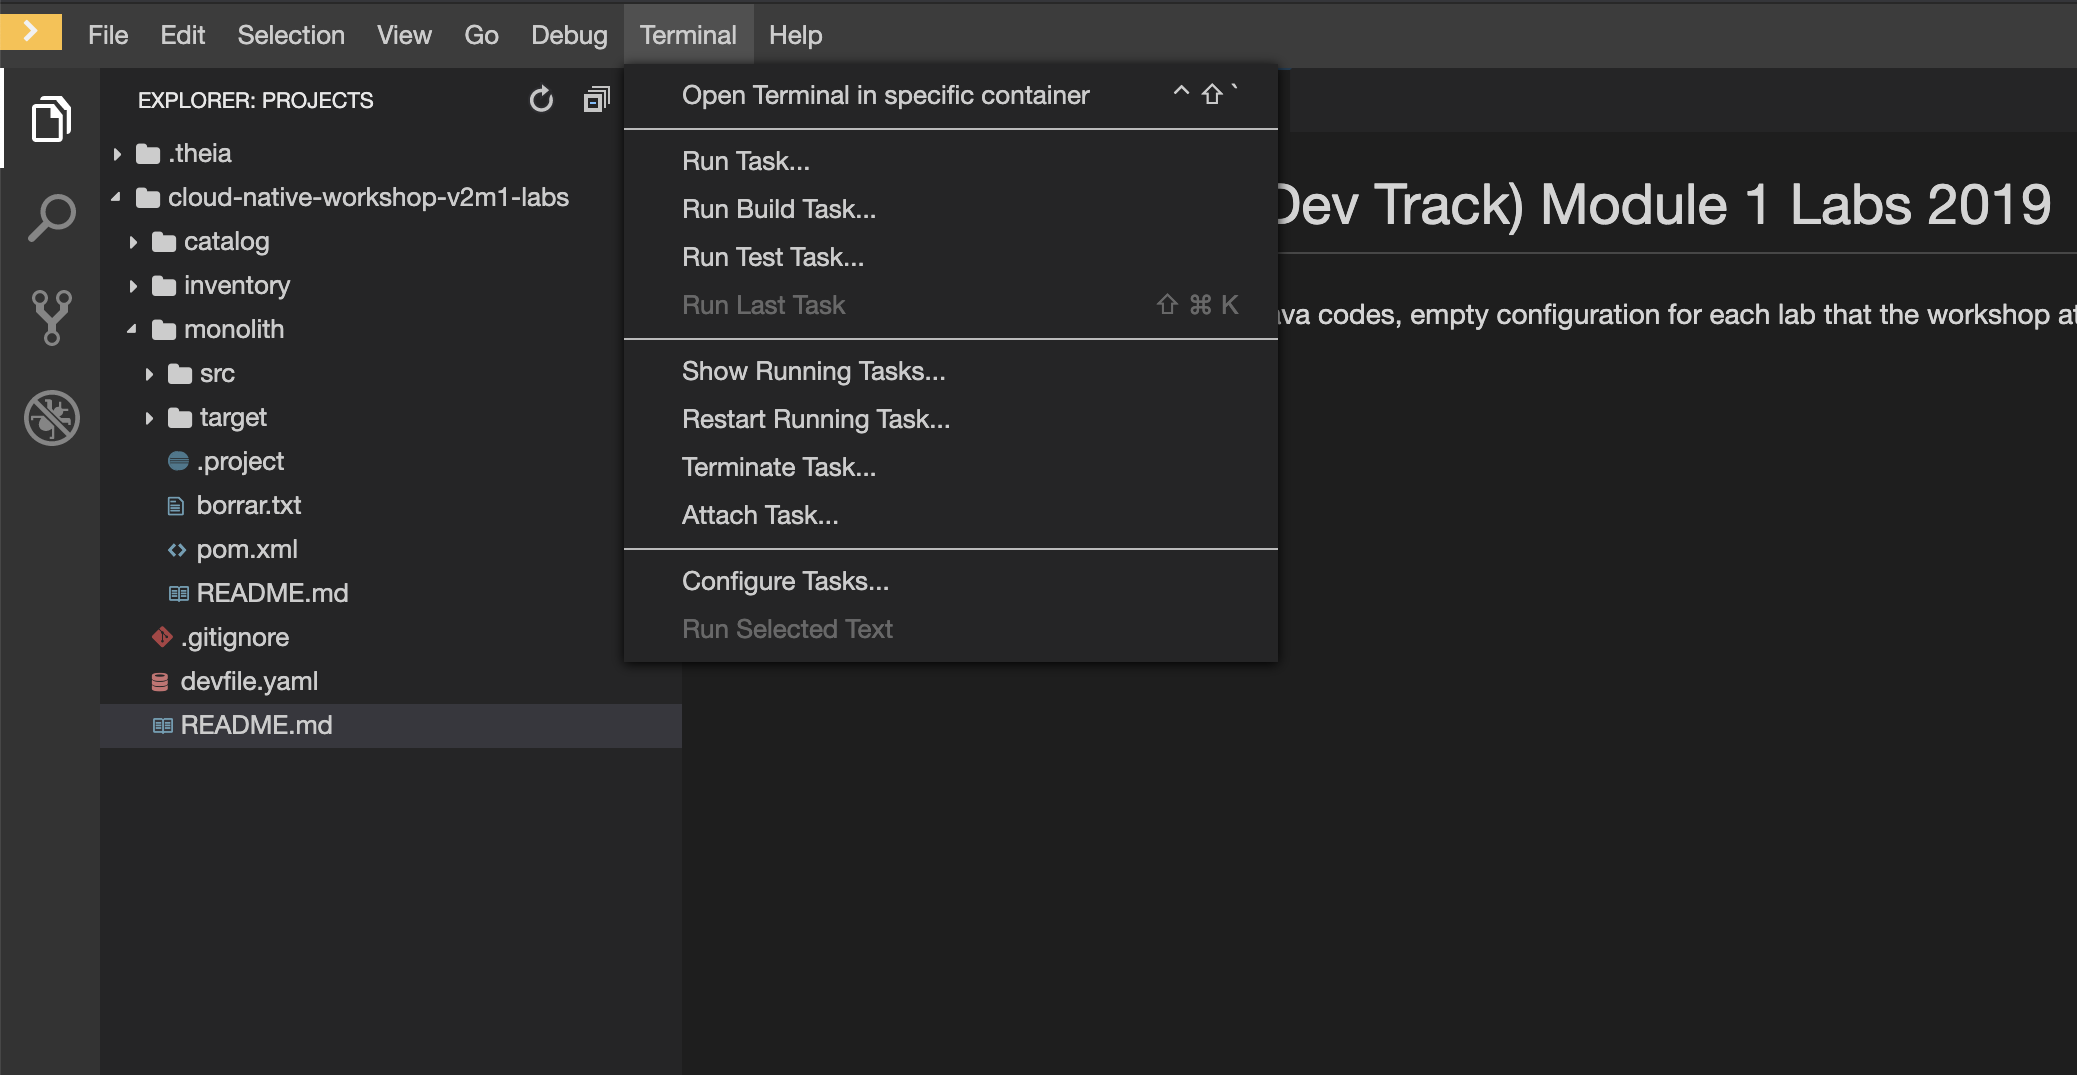 File Edit Selection View Go Debug Terminal Help
EXPLORER: PROJECTS
.theia
cloud-native-workshop-v2m1-labs
catalog
inventory
monolith
src
target
.project
borrar.txt
pom.xml
README.md
.gitignore
devfile.yaml
README.md
Open Terminal in specific container ^ ⇧ `
Run Task...
Run Build Task...
Run Test Task...
Run Last Task ⇧ ⌘ K
Show Running Tasks...
Restart Running Task...
Terminate Task...
Attach Task...
Configure Tasks...
Run Selected Text
Dev Track) Module 1 Labs 2019
codes, empty configuration for each lab that the workshop